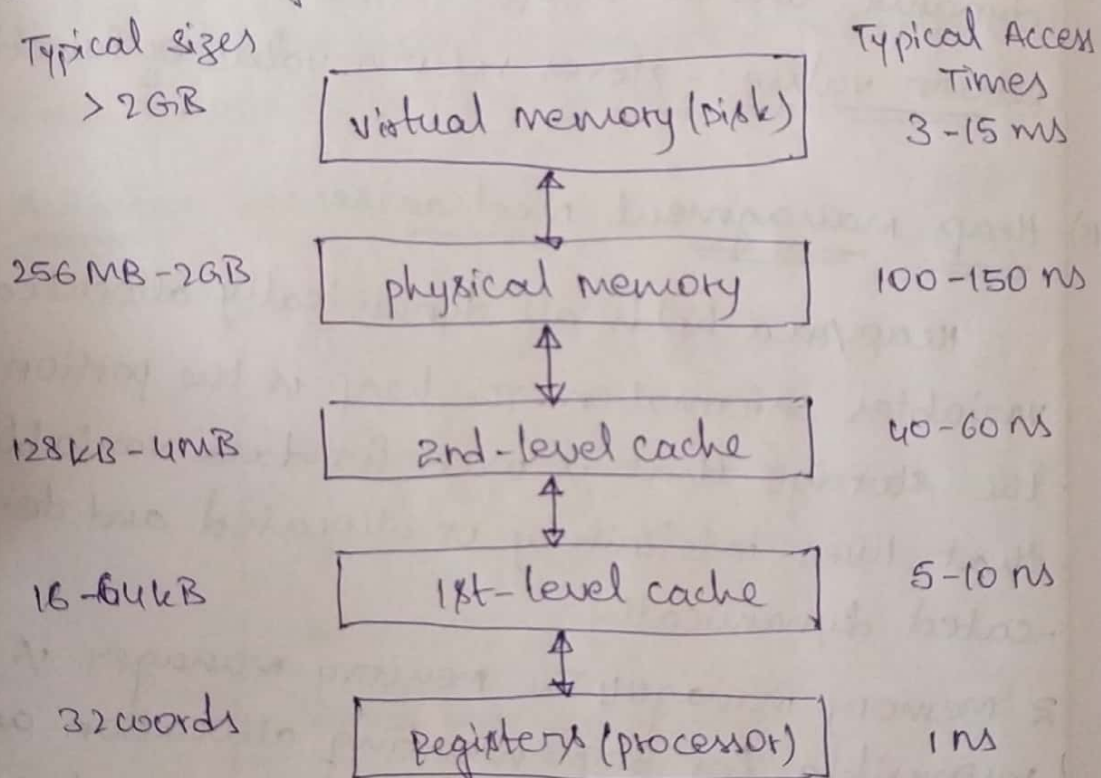 Typical sizes
Typical Access
Times
> 2GB
virtual memory (Disk)
3-15 ms
256 MB-2GB
physical memory
100-150 ns
128kB-4MB
2nd-level cache
40-60 ns
16-64kB
1st-level cache
5-10 ns
32 words
Registers (processor)
1 ns